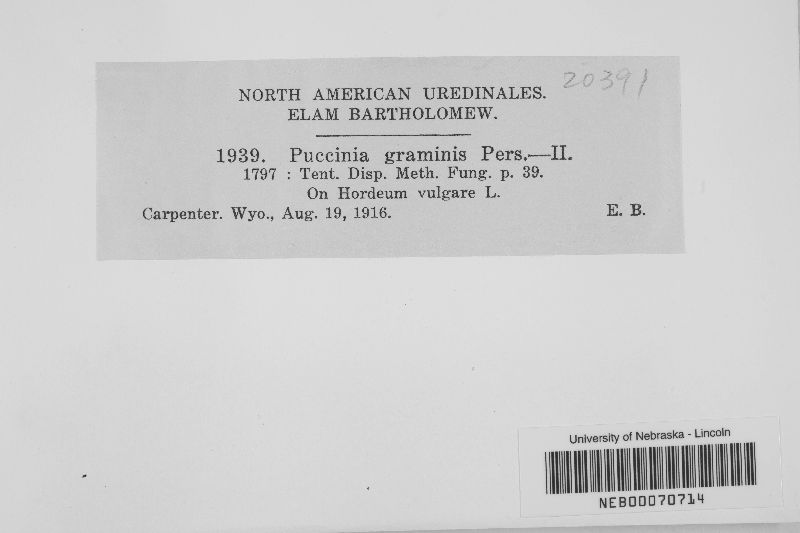 20391
NORTH AMERICAN UREDINALES.
ELAM BARTHOLOMEW.
1939. Puccinia graminis Pers.—II.
1797 : Tent. Disp. Meth. Fung. p. 39.
On Hordeum vulgare L.
Carpenter. Wyo., Aug. 19, 1916. E. B.
University of Nebraska - Lincoln
NEB00070714